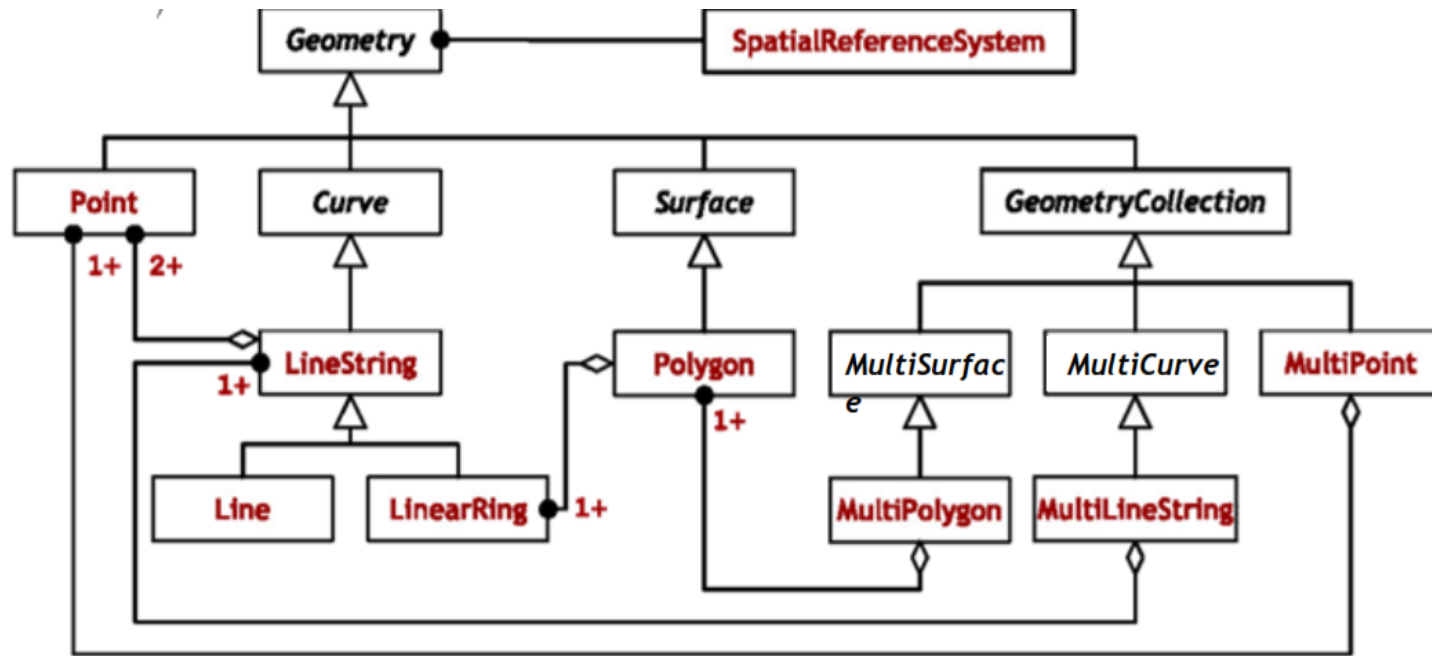 Geometry
SpatialReferenceSystem
Point
Curve
Surface
GeometryCollection
1+
2+
LineString
1+
Polygon
1+
MultiSurfac
e
MultiCurve
MultiPoint
Line
LinearRing
1+
MultiPolygon
MultiLineString